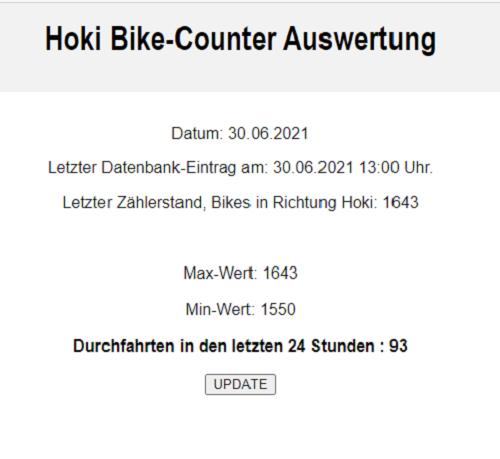 Hoki Bike-Counter Auswertung
Datum: 30.06.2021
Letzter Datenbank-Eintrag am: 30.06.2021 13:00 Uhr.
Letzter Zählerstand, Bikes in Richtung Hoki: 1643
Max-Wert: 1643
Min-Wert: 1550
Durchfahrten in den letzten 24 Stunden : 93
UPDATE